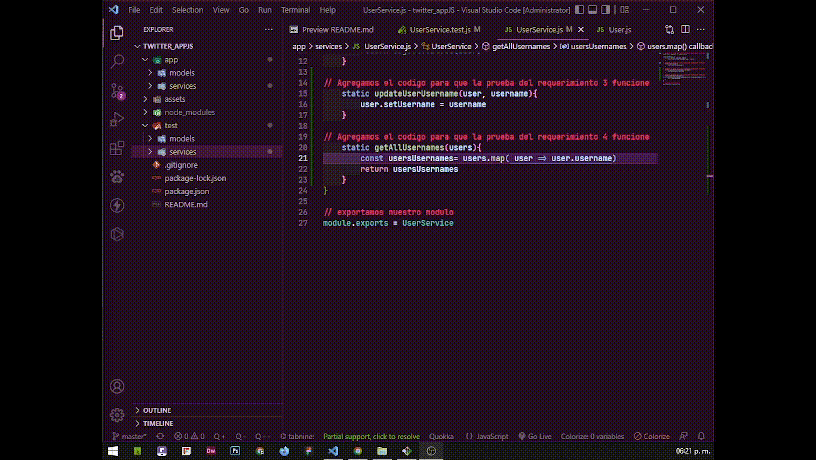 File Edit Selection View Go Run Terminal Help UserService.js - twitter_appJS - Visual Studio Code [Administrator]
EXPLORER
Preview README.md UserService.test.js M JS UserService.js M JS User.js
app > services > JS UserService.js > UserService > getAllUsernames > usersUsernames > users.map() callback
TWITTER_APPJS
app
models
services
assets
node_modules
test
models
services
.gitignore
package-lock.json
package.json
README.md
12 }
13
14 // Agregamos el codigo para que la prueba del requerimiento 3 funcione
15 static updateUserUsername(user, username){
16 user.setUsername = username
17 }
18
19 // Agregamos el codigo para que la prueba del requerimiento 4 funcione
20 static getAllUsernames(users){
21 const usersUsernames= users.map( user => user.username)
22 return usersUsernames
23 }
24 }
25
26 // exportamos nuestro modulo
27 module.exports = UserService
2
OUTLINE
TIMELINE
master* 0 0 Q+ Q- Q-- tabnine: Partial support, click to resolve Quokka {} JavaScript Go Live Colorize: 0 variables Colorize
06:21 p. m.